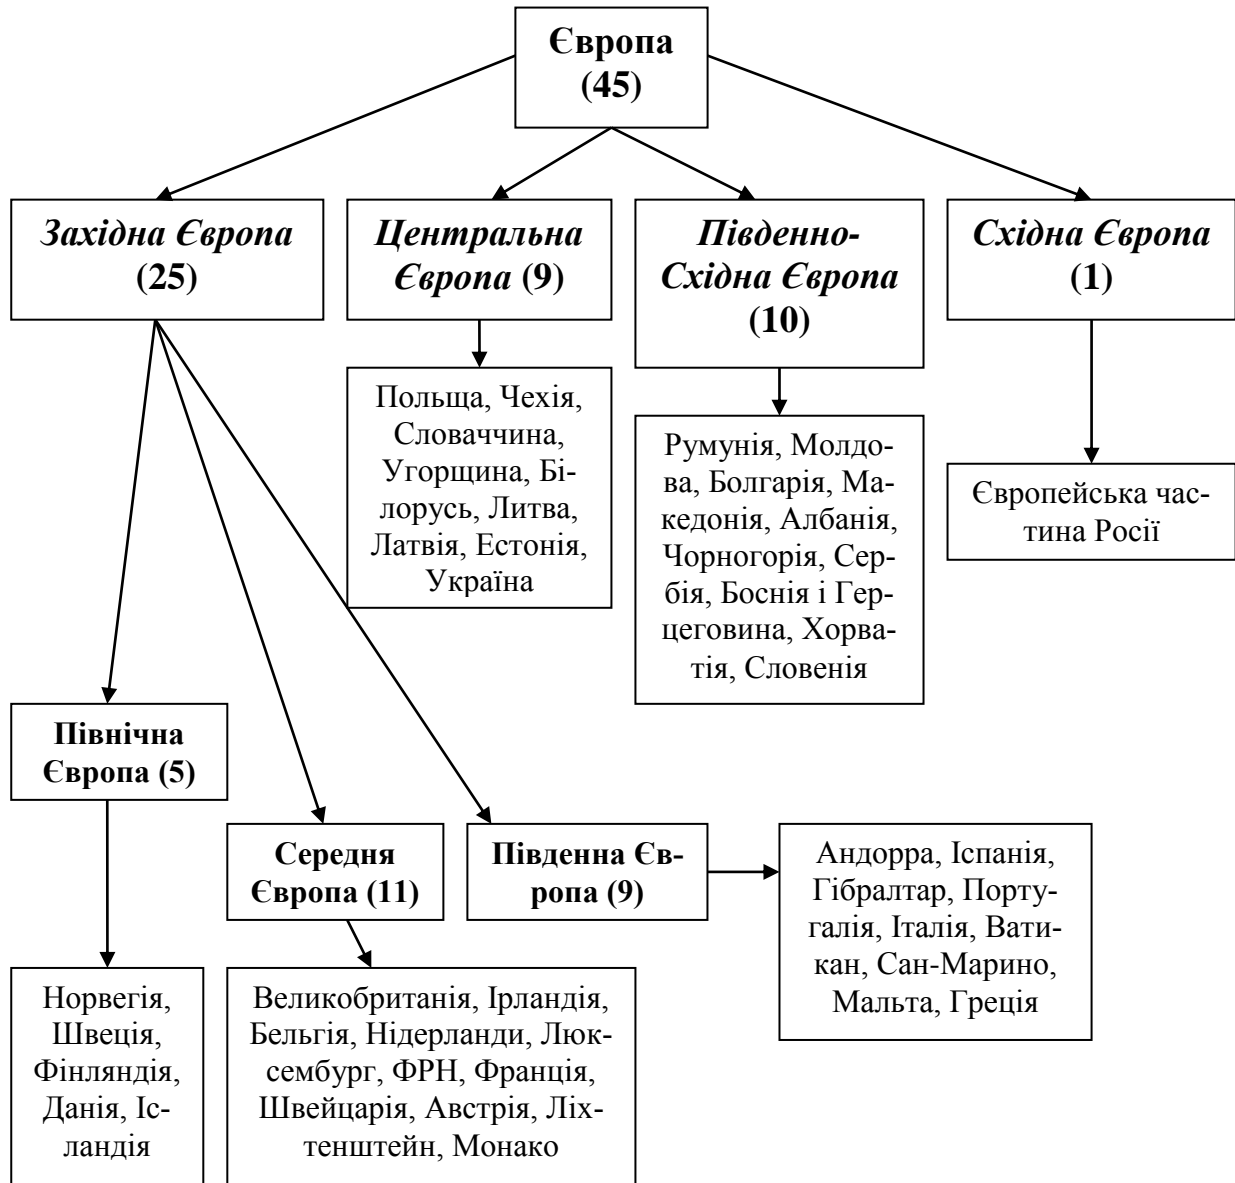 Європа
(45)
Західна Європа
(25)
Центральна
Європа (9)
Південно-
Східна Європа
(10)
Східна Європа
(1)
Польща, Чехія,
Словаччина,
Угорщина, Бі-
лорусь, Литва,
Латвія, Естонія,
Україна
Румунія, Молдо-
ва, Болгарія, Ма-
кедонія, Албанія,
Чорногорія, Сер-
бія, Боснія і Гер-
цеговина, Хорва-
тія, Словенія
Європейська час-
тина Росії
Північна
Європа (5)
Середня
Європа (11)
Південна Єв-
ропа (9)
Андорра, Іспанія,
Гібралтар, Порту-
галія, Італія, Вати-
кан, Сан-Марино,
Мальта, Греція
Норвегія,
Швеція,
Фінляндія,
Данія, Іс-
ландія
Великобританія, Ірландія,
Бельгія, Нідерланди, Люк-
сембург, ФРН, Франція,
Швейцарія, Австрія, Ліх-
тенштейн, Монако